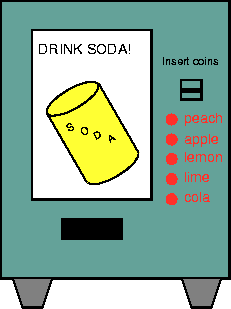 DRINK SODA!
Insert coins
SODA
peach
apple
lemon
lime
cola